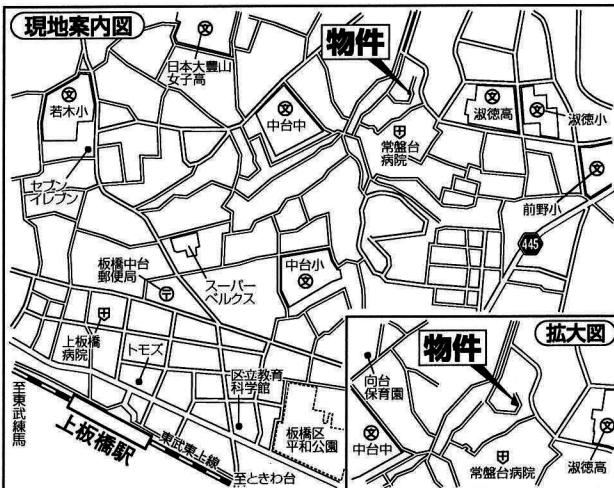 現地案内図
日本大豊山
女子高
物件
若木小
中台中
常盤台
病院
淑徳高
淑徳小
セブン
イレブン
前野小
445
板橋中台
郵便局
スーパー
ベルクス
中台小
上板橋
病院
トモズ
区立教育
科学館
板橋区
平和公園
至東武練馬
上板橋駅
東武東上線
至ときわ台
拡大図
物件
向台
保育園
中台中
常盤台病院
淑徳高